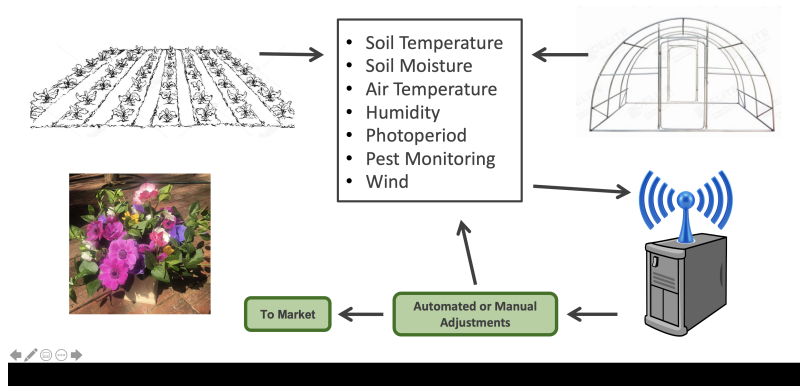 • Soil Temperature
• Soil Moisture
• Air Temperature
• Humidity
• Photoperiod
• Pest Monitoring
• Wind
To Market
Automated or Manual
Adjustments